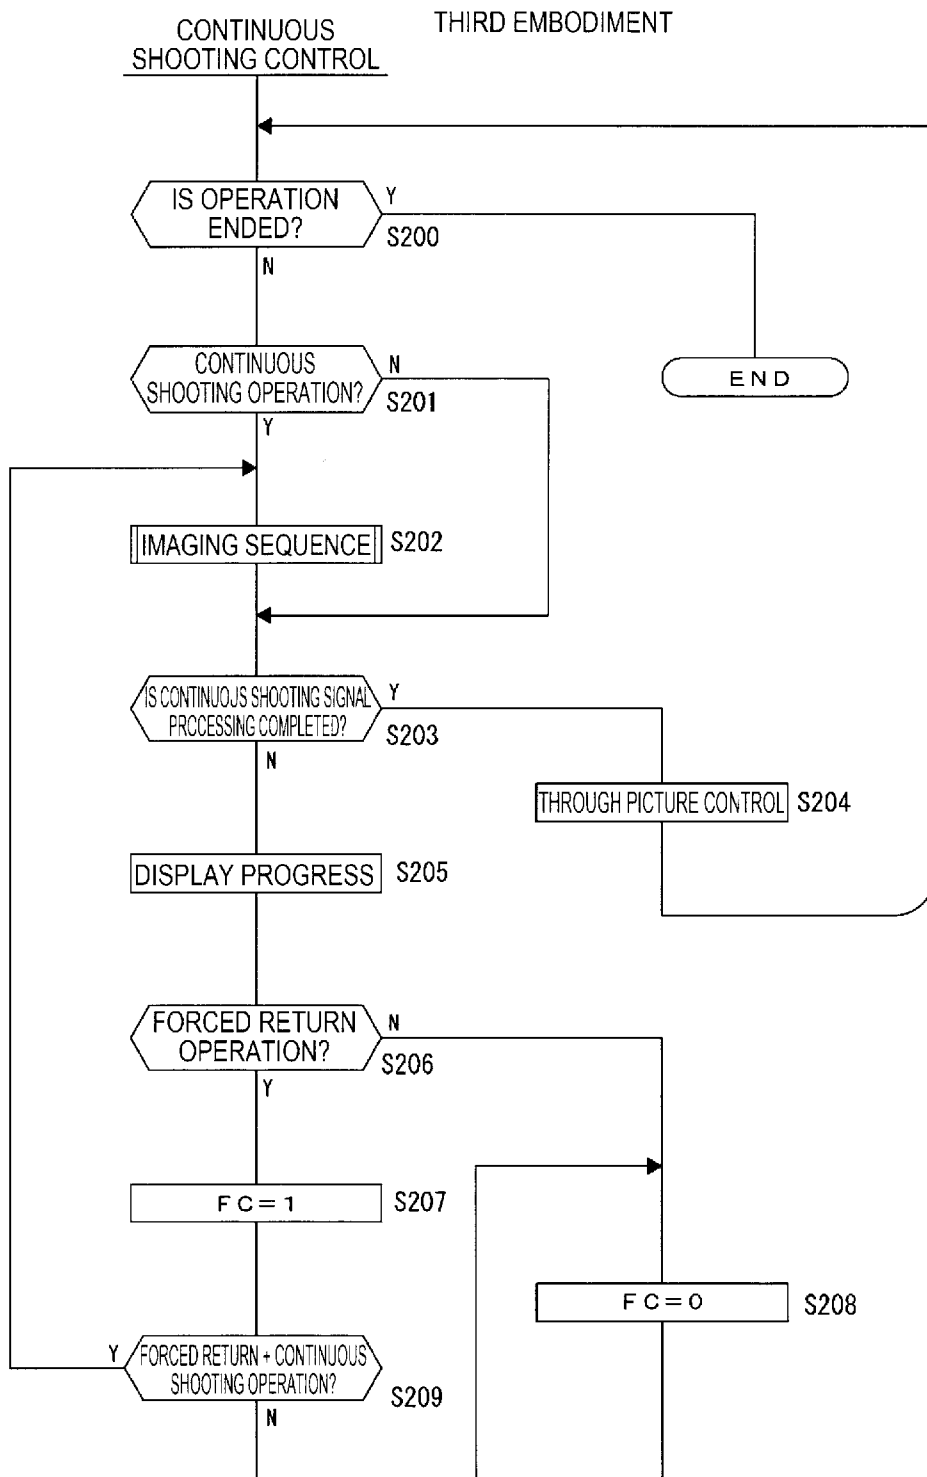 THIRD EMBODIMENT
CONTINUOUS
SHOOTING CONTROL
IS OPERATION
ENDED?
Y
S200
N
CONTINUOUS
SHOOTING OPERATION?
N
S201
Y
END
IMAGING SEQUENCE
S202
IS CONTINUOJS SHOOTING SIGNAL
PRCCESSING COMPLETED?
Y
S203
N
THROUGH PICTURE CONTROL
S204
DISPLAY PROGRESS
S205
FORCED RETURN
OPERATION?
N
S206
Y
FC=1
S207
FC=0
S208
Y
FORCED RETURN + CONTINUOUS
SHOOTING OPERATION?
S209
N